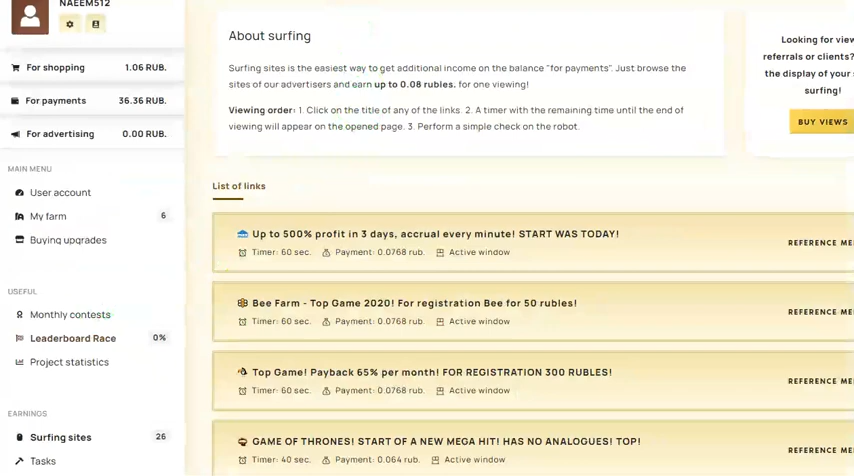 NAEEM512
For shopping 1.06 RUB.
For payments 36.36 RUB.
For advertising 0.00 RUB.
MAIN MENU
User account
My farm 6
Buying upgrades
USEFUL
Monthly contests
Leaderboard Race 0%
Project statistics
EARNINGS
Surfing sites 26
Tasks
About surfing
Surfing sites is the easiest way to get additional income on the balance "for payments". Just browse the
sites of our advertisers and earn up to 0.08 rubles. for one viewing!
Viewing order: 1. Click on the title of any of the links. 2. A timer with the remaining time until the end of
viewing will appear on the opened page. 3. Perform a simple check on the robot.
Looking for view
referrals or clients?
the display of your
surfing!
BUY VIEWS
List of links
Up to 500% profit in 3 days, accrual every minute! START WAS TODAY!
Timer: 60 sec. Payment: 0.0768 rub. Active window
REFERENCE ME
Bee Farm - Top Game 2020! For registration Bee for 50 rubles!
Timer: 60 sec. Payment: 0.0768 rub. Active window
REFERENCE ME
Top Game! Payback 65% per month! FOR REGISTRATION 300 RUBLES!
Timer: 60 sec. Payment: 0.0768 rub. Active window
REFERENCE ME
GAME OF THRONES! START OF A NEW MEGA HIT! HAS NO ANALOGUES! TOP!
Timer: 40 sec. Payment: 0.064 rub. Active window
REFERENCE ME